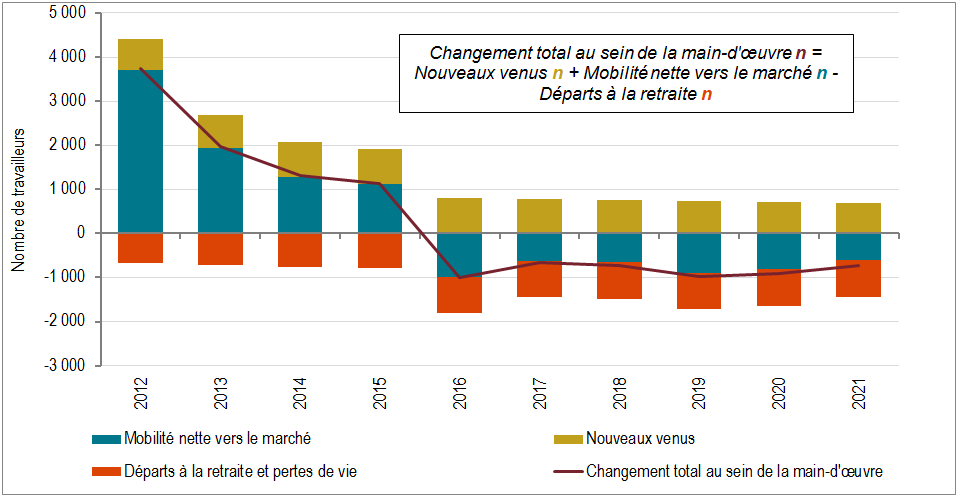 5 000
4 000
3 000
2 000
1 000
0
-1 000
-2 000
-3 000
Nombre de travailleurs
Changement total au sein de la main-d'œuvre n =
Nouveaux venus n + Mobilité nette vers le marché n -
Départs à la retraite n
2012
2013
2014
2015
2016
2017
2018
2019
2020
2021
Mobilité nette vers le marché
Nouveaux venus
Départs à la retraite et pertes de vie
Changement total au sein de la main-d'œuvre